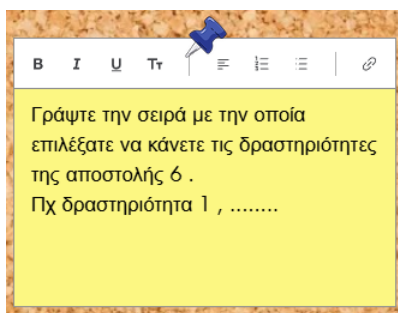 B I U Tт
Γράψτε την σειρά με την οποία
επιλέξατε να κάνετε τις δραστηριότητες
της αποστολής 6 .
Πχ δραστηριότητα 1 , ........